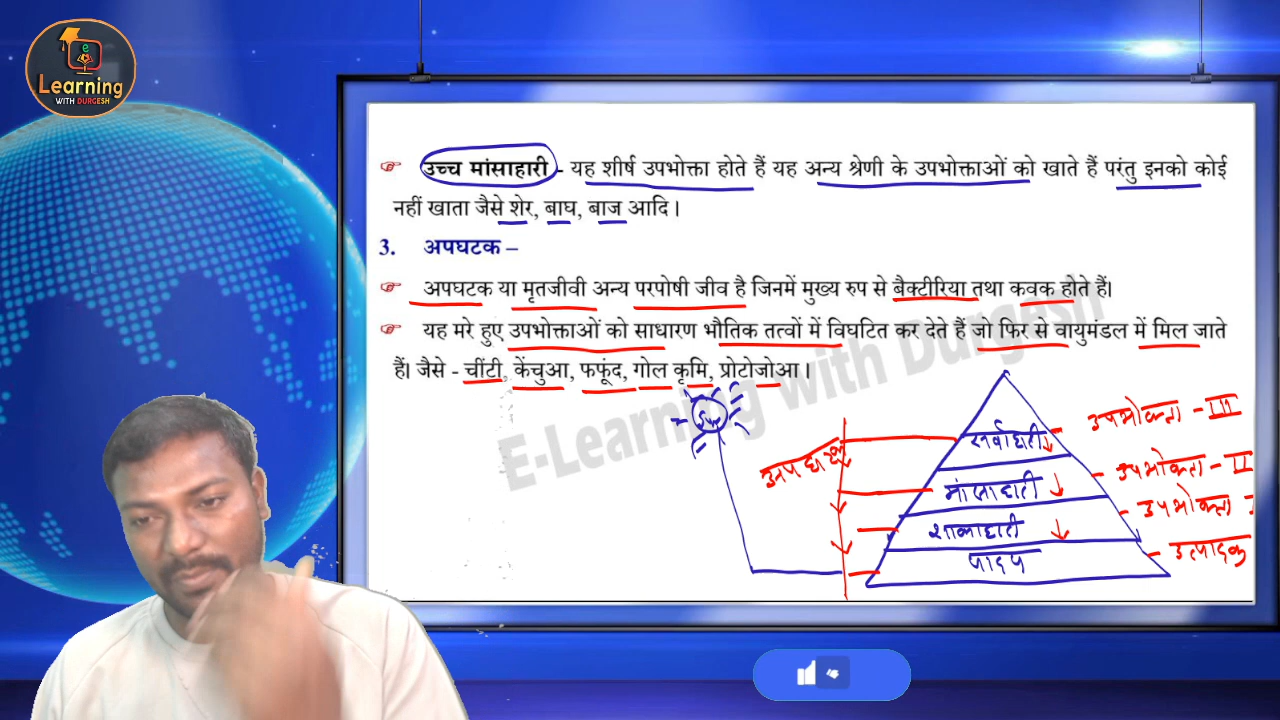 e
Learning
WITH DURGESH
☞ उच्च मांसाहारी - यह शीर्ष उपभोक्ता होते हैं यह अन्य श्रेणी के उपभोक्ताओं को खाते हैं परंतु इनको कोई
नहीं खाता जैसे शेर, बाघ, बाज आदि ।
3. अपघटक –
☞ अपघटक या मृतजीवी अन्य परपोषी जीव है जिनमें मुख्य रुप से बैक्टीरिया तथा कवक होते हैं।
☞ यह मरे हुए उपभोक्ताओं को साधारण भौतिक तत्वों में विघटित कर देते हैं जो फिर से वायुमंडल में मिल जाते
हैं। जैसे - चींटी, केंचुआ, फफूंद, गोल कृमि, प्रोटोजोआ ।
E-Learning with Durgesh
उपभोक्ता - III
सर्वाहारी
उपभोक्ता - II
मांसाहारी
उपभोक्ता
शाकाहारी
उत्पादक
पादप